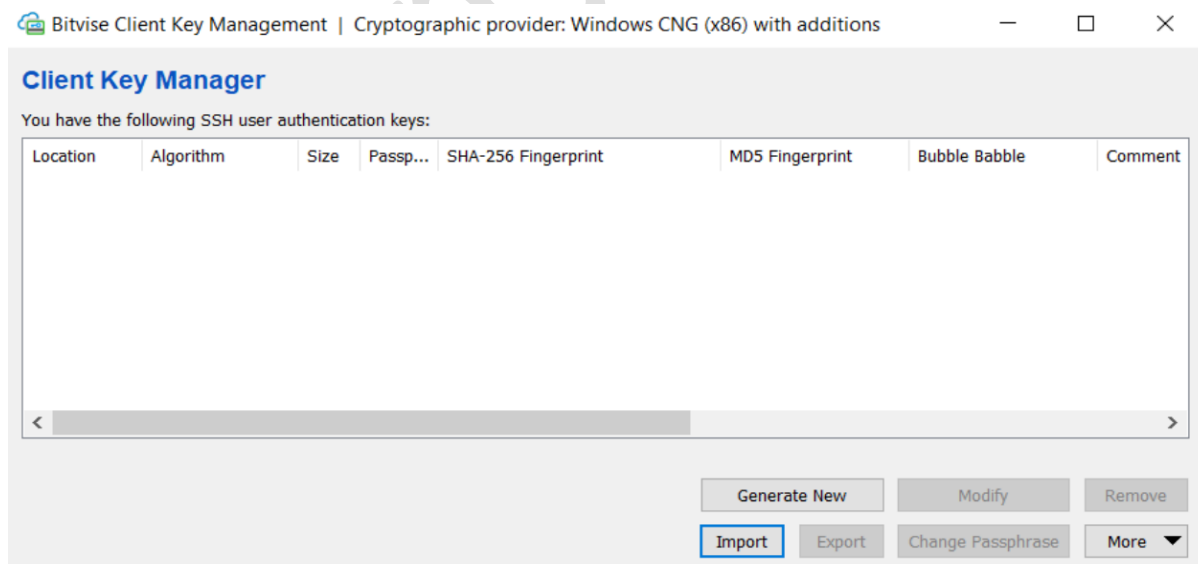 Bitvise Client Key Management | Cryptographic provider: Windows CNG (x86) with additions
Client Key Manager
You have the following SSH user authentication keys:
Location Algorithm Size Passp... SHA-256 Fingerprint MD5 Fingerprint Bubble Babble Comment
Generate New Modify Remove
Import Export Change Passphrase More